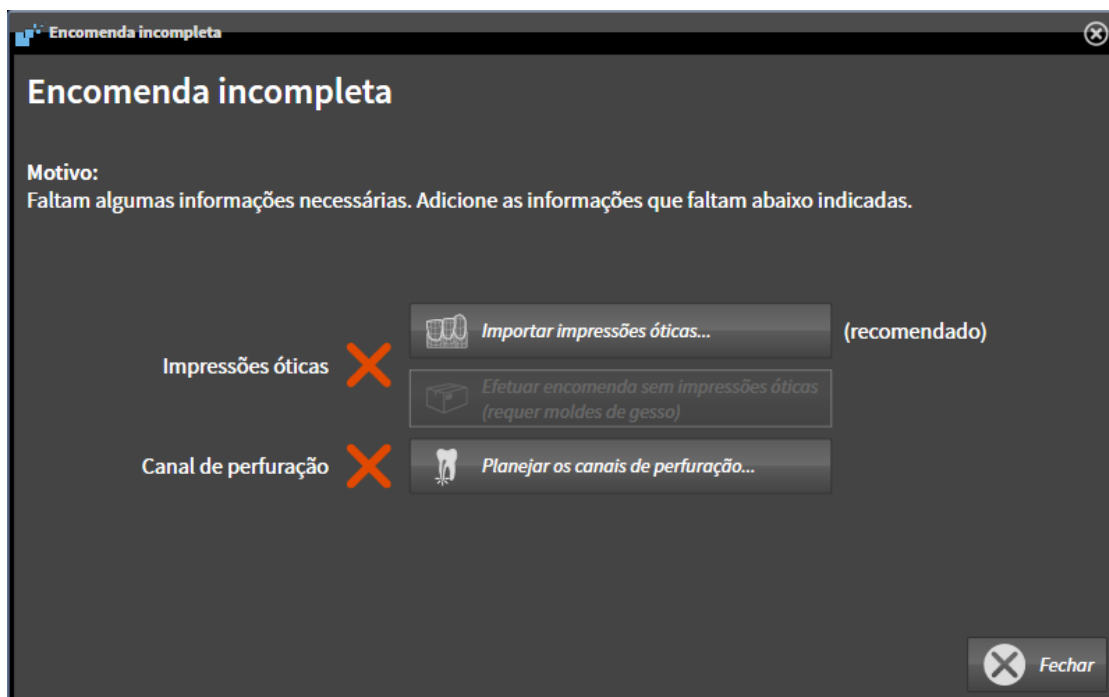 Encomenda incompleta
Encomenda incompleta
Motivo:
Faltam algumas informações necessárias. Adicione as informações que faltam abaixo indicadas.
Importar impressões óticas... (recomendado)
Impressões óticas
Efetuar encomenda sem impressões óticas
(requer moldes de gesso)
Canal de perfuração
Planejar os canais de perfuração...
Fechar